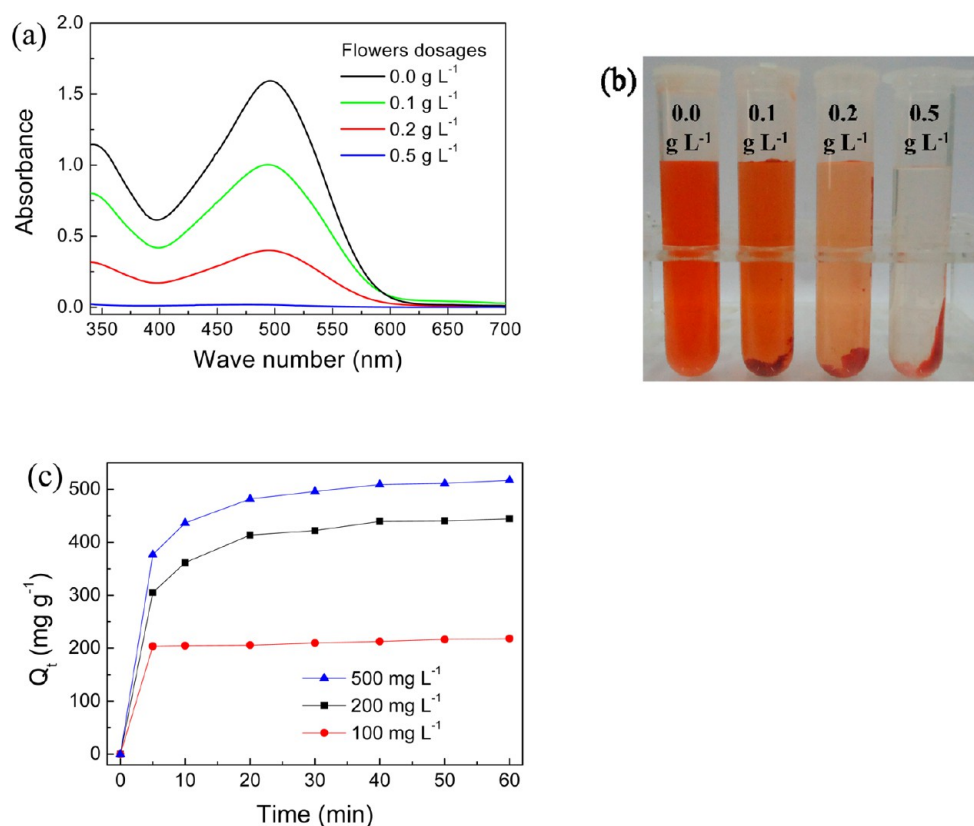 (a)
2.0
1.5
1.0
0.5
0.0
Absorbance
350 400 450 500 550 600 650 700
Wave number (nm)
Flowers dosages
0.0 g L⁻¹
0.1 g L⁻¹
0.2 g L⁻¹
0.5 g L⁻¹
(b)
0.0 0.1 0.2 0.5
g L⁻¹ g L⁻¹ g L⁻¹ g L⁻¹
(c)
500
400
300
200
100
0
Qₜ (mg g⁻¹)
500 mg L⁻¹
200 mg L⁻¹
100 mg L⁻¹
0 10 20 30 40 50 60
Time (min)